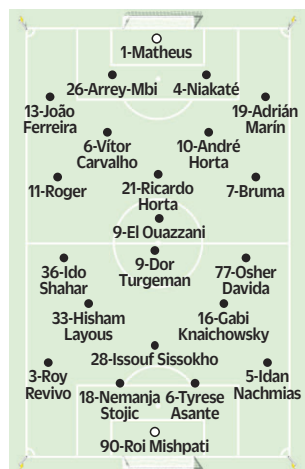 1-Matheus
26-Arrey-Mbi
4-Niakaté
13-João
Ferreira
19-Adrián
Marín
6-Vítor
Carvalho
10-André
Horta
11-Roger
21-Ricardo
Horta
7-Bruma
9-El Ouazzani
9-Dor
Turgeman
36-Ido
Shahar
77-Osher
Davida
33-Hisham
Layous
16-Gabi
Knaichowsky
28-Issouf Sissokho
3-Roy
Revivo
5-Idan
Nachmias
18-Nemanja
Stojic
6-Tyrese
Asante
90-Roi Mishpati